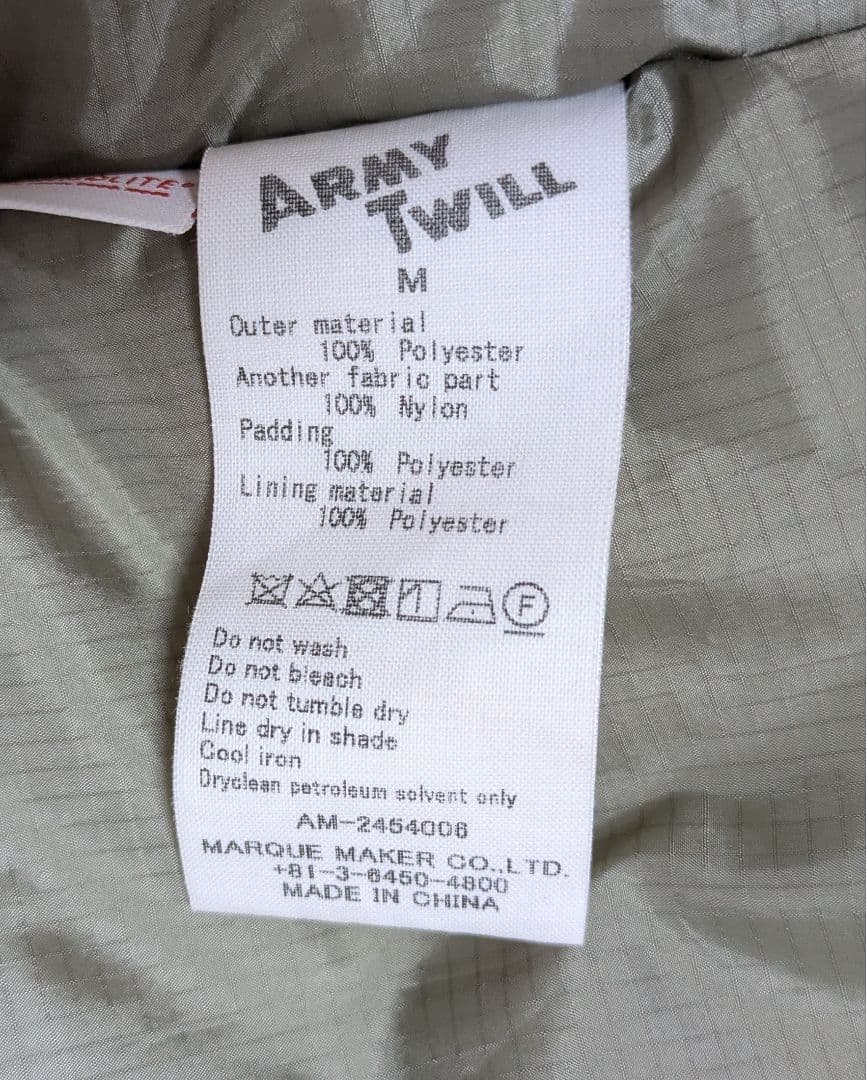 ARMY
TWILL
M
Outer material
100% Polyester
Another fabric part
100% Nylon
Padding
100% Polyester
Lining material
100% Polyester
F
Do not wash
Do not bleach
Do not tumble dry
Line dry in shade
Cool iron
Dryclean petroleum solvent only
AM-2454006
MARQUE MAKER CO.,LTD.
+81-3-6450-4800
MADE IN CHINA